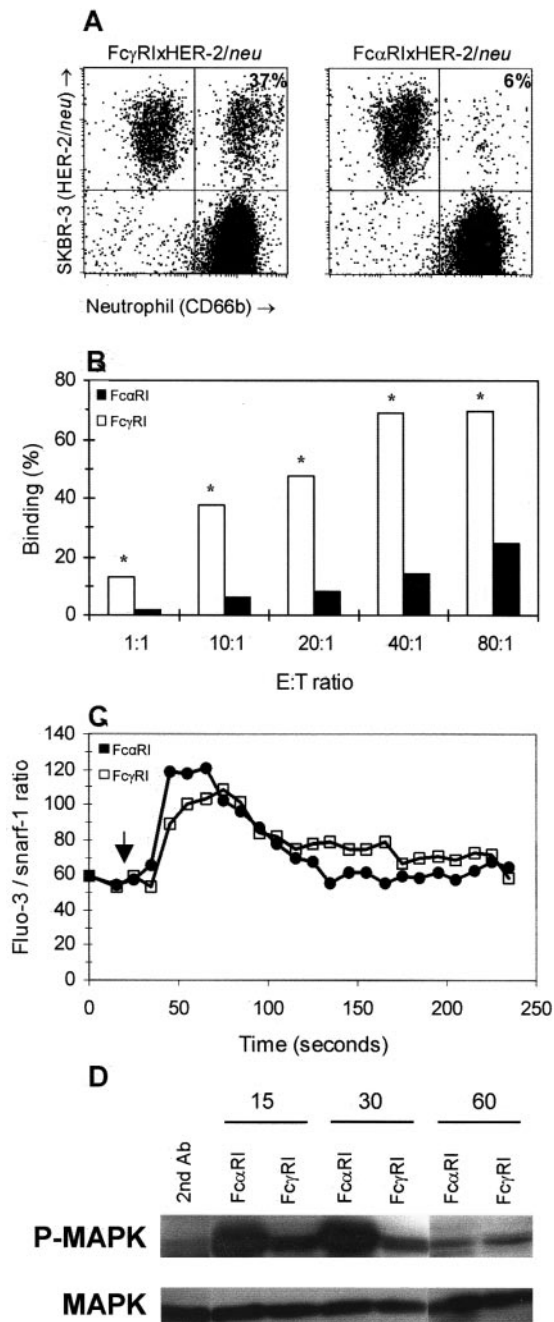 A
FcγRIxHER-2/neu
FcαRIxHER-2/neu
37%
6%
SKBR-3 (HER-2/neu) →
Neutrophil (CD66b) →
B
FcαRI
FcγRI
80
60
40
20
0
Binding (%)
* * * * *
1:1 10:1 20:1 40:1 80:1
E:T ratio
C
FcαRI
FcγRI
140
120
100
80
60
40
20
0
Fluo-3 / snarf-1 ratio
0 50 100 150 200 250
Time (seconds)
D
15 30 60
2nd Ab FcαRI FcγRI FcαRI FcγRI FcαRI FcγRI
P-MAPK
MAPK